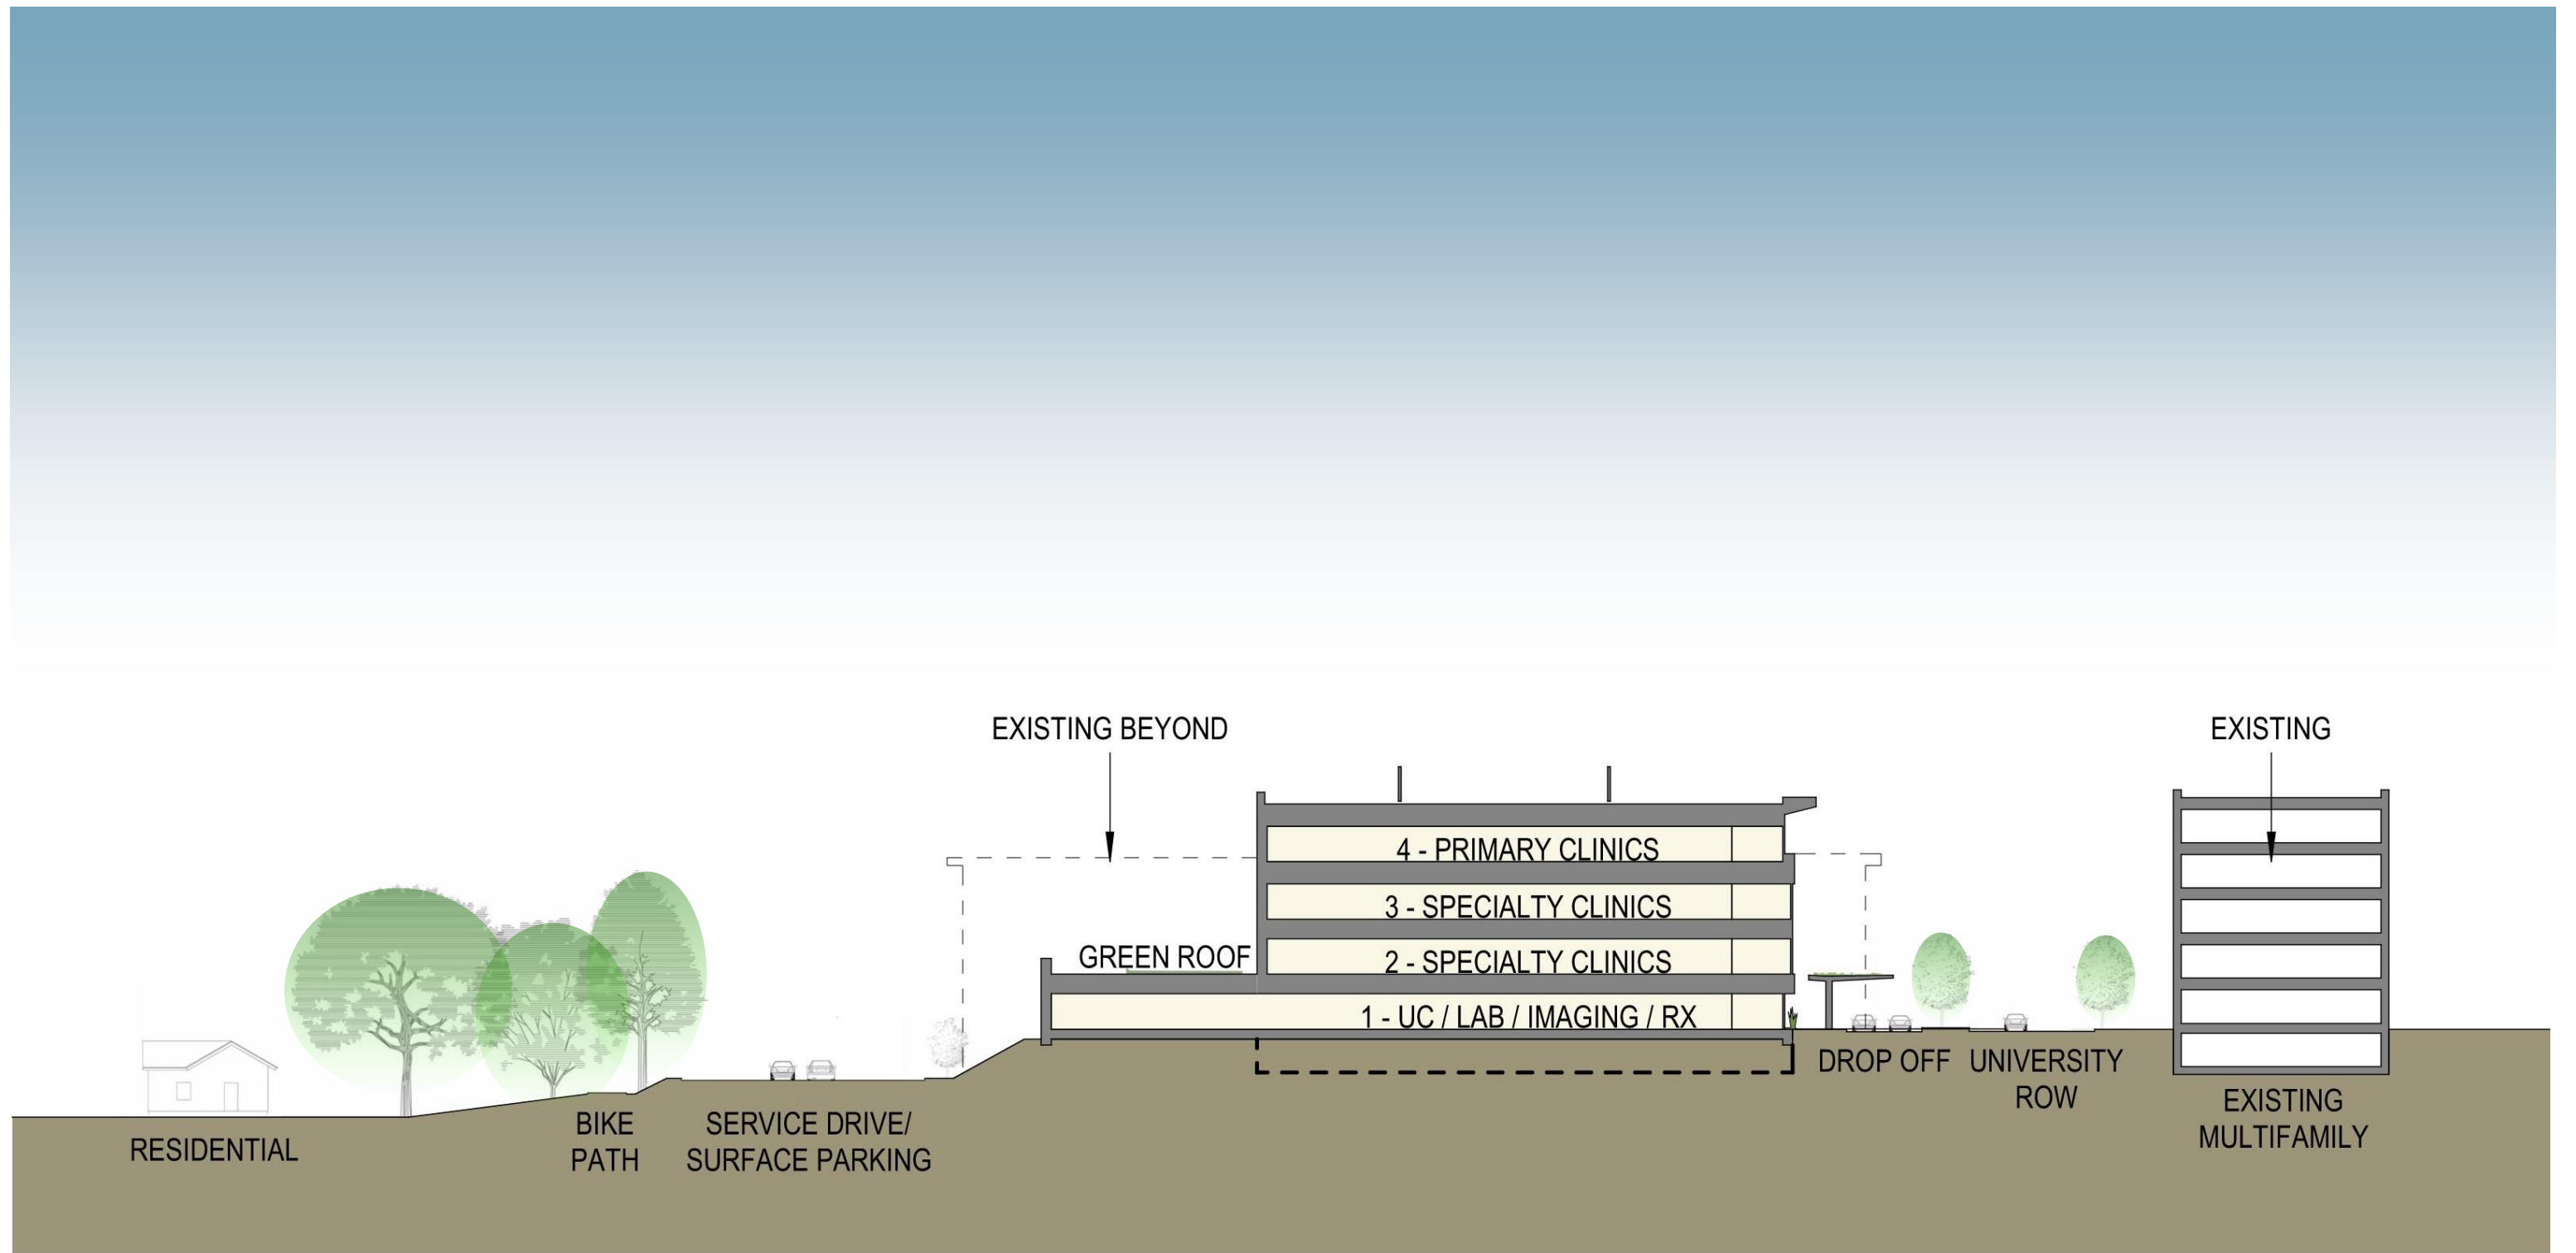 EXISTING BEYOND
EXISTING
4 - PRIMARY CLINICS
3 - SPECIALTY CLINICS
GREEN ROOF
2 - SPECIALTY CLINICS
1 - UC / LAB / IMAGING / RX
DROP OFF
UNIVERSITY
ROW
EXISTING
MULTIFAMILY
RESIDENTIAL
BIKE
PATH
SERVICE DRIVE/
SURFACE PARKING